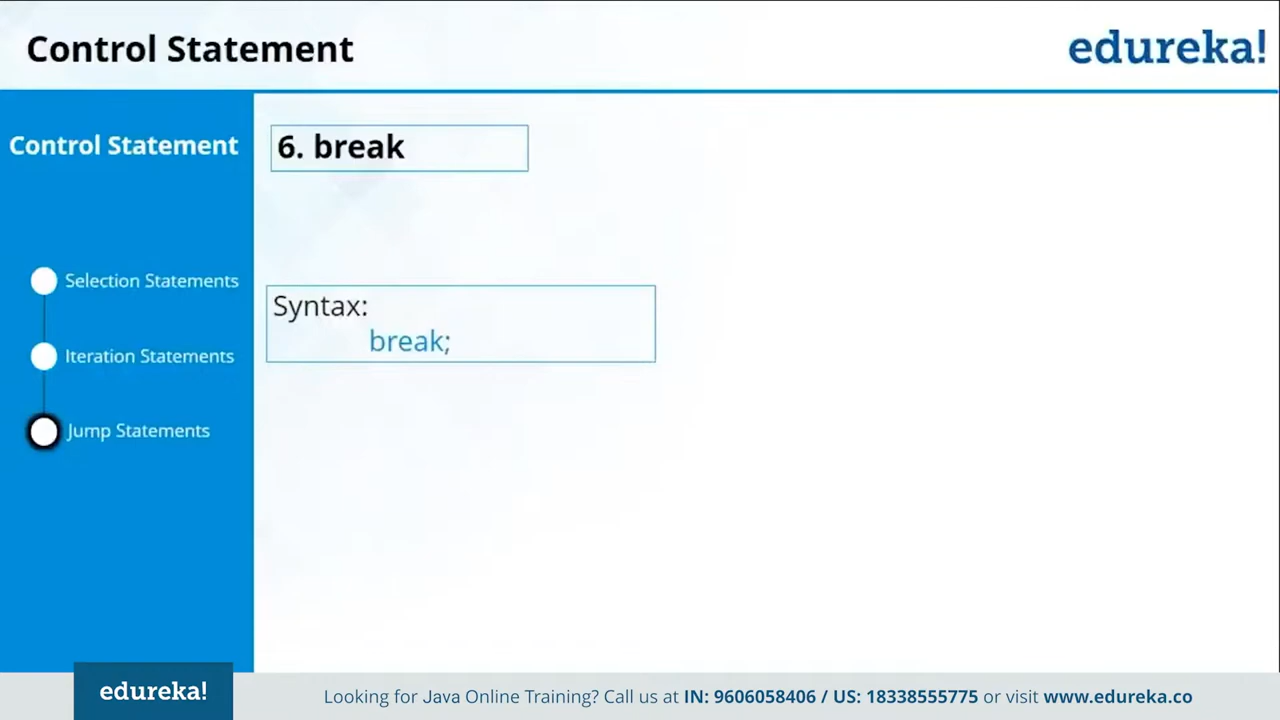 Control Statement
edureka!
Control Statement
6. break
Selection Statements
Syntax:
break;
Iteration Statements
Jump Statements
edureka!
Looking for Java Online Training? Call us at IN: 9606058406 / US: 18338555775 or visit www.edureka.co